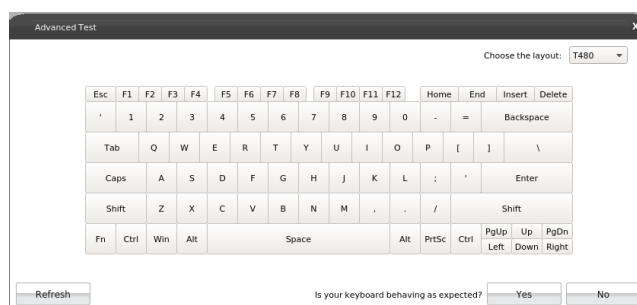 Advanced Test X
Choose the layout: T480
Esc F1 F2 F3 F4 F5 F6 F7 F8 F9 F10 F11 F12 Home End Insert Delete
' 1 2 3 4 5 6 7 8 9 0 - = Backspace
Tab Q W E R T Y U I O P [ ] \
Caps A S D F G H J K L ; ' Enter
Shift Z X C V B N M , . / Shift
Fn Ctrl Win Alt Space Alt PrtSc Ctrl PgUp Up PgDn
Left Down Right
Refresh Is your keyboard behaving as expected? Yes No